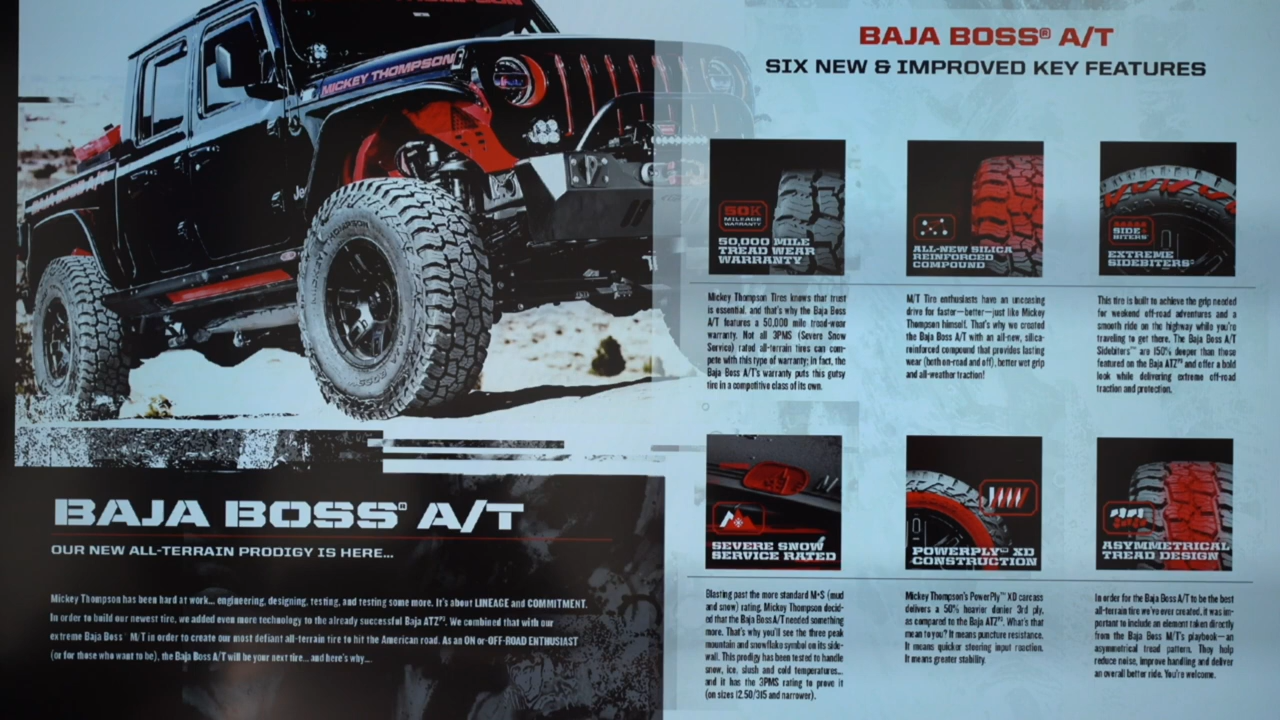 MICKEY THOMPSON
Jeep
BAJA BOSS® A/T
OUR NEW ALL-TERRAIN PRODIGY IS HERE...
Mickey Thompson has been hard at work... engineering, designing, testing, and testing some more. It's about LINEAGE and COMMITMENT.
In order to build our newest tire, we added even more technology to the already successful Baja ATZP3. We combined that with our
extreme Baja Boss™ M/T in order to create our most defiant all-terrain tire to hit the American road. As an ON or-OFF-ROAD ENTHUSIAST
(or for those who want to be), the Baja Boss A/T will be your next tire... and here's why...
BAJA BOSS® A/T
SIX NEW & IMPROVED KEY FEATURES
50K
MILEAGE
WARRANTY
50,000 MILE
TREAD WEAR
WARRANTY
Mickey Thompson Tires knows that trust
is essential, and that's why the Baja Boss
A/T features a 50,000 mile tread-wear
warranty. Not all 3PMS (Severe Snow
Service) rated all-terrain tires can com-
pete with this type of warranty; in fact, the
Baja Boss A/T's warranty puts this gutsy
tire in a competitive class of its own.
ALL-NEW SILICA
REINFORCED
COMPOUND
M/T Tire enthusiasts have an unceasing
drive for faster—better—just like Mickey
Thompson himself. That's why we created
the Baja Boss A/T with an all-new, silica-
reinforced compound that provides lasting
wear (both on-road and off), better wet grip
and all-weather traction!
SIDE
BITERS
EXTREME
SIDEBITERS™
This tire is built to achieve the grip needed
for weekend off-road adventures and a
smooth ride on the highway while you're
traveling to get there. The Baja Boss A/T
Sidebiters™ are 150% deeper than those
featured on the Baja ATZP3 and offer a bold
look while delivering extreme off-road
traction and protection.
SEVERE SNOW
SERVICE RATED
Blasting past the more standard M+S (mud
and snow) rating, Mickey Thompson decid-
ed that the Baja Boss A/T needed something
more. That's why you'll see the three peak
mountain and snowflake symbol on its side-
wall. This prodigy has been tested to handle
snow, ice, slush and cold temperatures...
and it has the 3PMS rating to prove it
(on sizes 12.50/315 and narrower).
POWERPLY™ XD
CONSTRUCTION
Mickey Thompson's PowerPly™ XD carcass
delivers a 50% heavier denier 3rd ply,
as compared to the Baja ATZP3. What's that
mean to you? It means puncture resistance.
It means quicker steering input reaction.
It means greater stability.
ASYMMETRICAL
TREAD DESIGN
In order for the Baja Boss A/T to be the best
all-terrain tire we've ever created, it was im-
portant to include an element taken directly
from the Baja Boss M/T's playbook—an
asymmetrical tread pattern. They help
reduce noise, improve handling and deliver
an overall better ride. You're welcome.